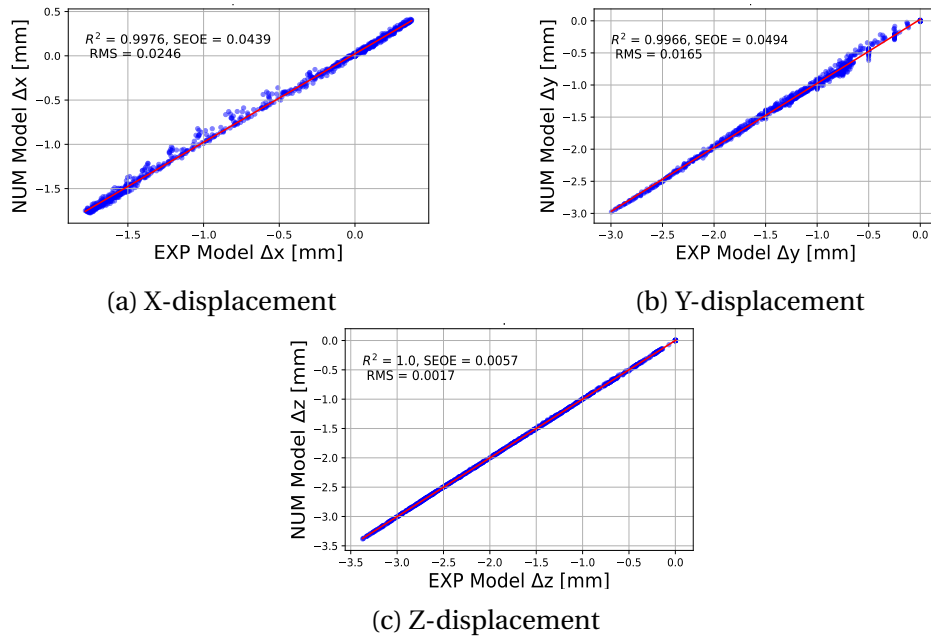 0.5
0.0
−0.5
−1.0
−1.5
R² = 0.9976, SEOE = 0.0439
RMS = 0.0246
NUM Model Δx [mm]
−1.5
−1.0
−0.5
0.0
EXP Model Δx [mm]
(a) X-displacement
0.0
−0.5
−1.0
−1.5
−2.0
−2.5
−3.0
R² = 0.9966, SEOE = 0.0494
RMS = 0.0165
NUM Model Δy [mm]
−3.0
−2.5
−2.0
−1.5
−1.0
−0.5
0.0
EXP Model Δy [mm]
(b) Y-displacement
0.0
−0.5
−1.0
−1.5
−2.0
−2.5
−3.0
−3.5
R² = 1.0, SEOE = 0.0057
RMS = 0.0017
NUM Model Δz [mm]
−3.5
−3.0
−2.5
−2.0
−1.5
−1.0
−0.5
0.0
EXP Model Δz [mm]
(c) Z-displacement